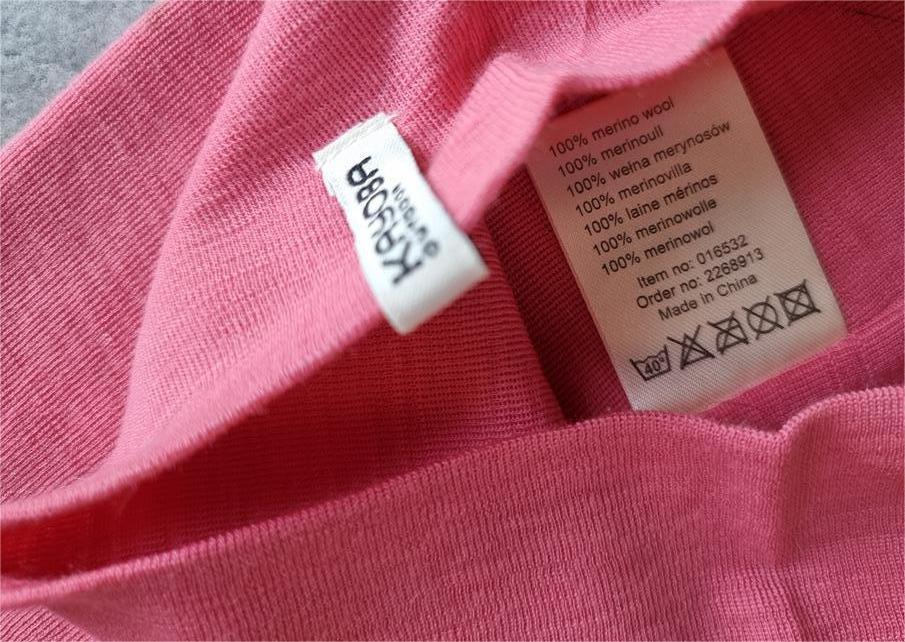 KAYOBA
OUTDOOR
100% merino wool
100% merinoull
100% wełna merynosów
100% merinovilla
100% laine mérinos
100% merinowolle
100% merinowol
Item no: 016532
Order no: 2268913
Made in China
40°